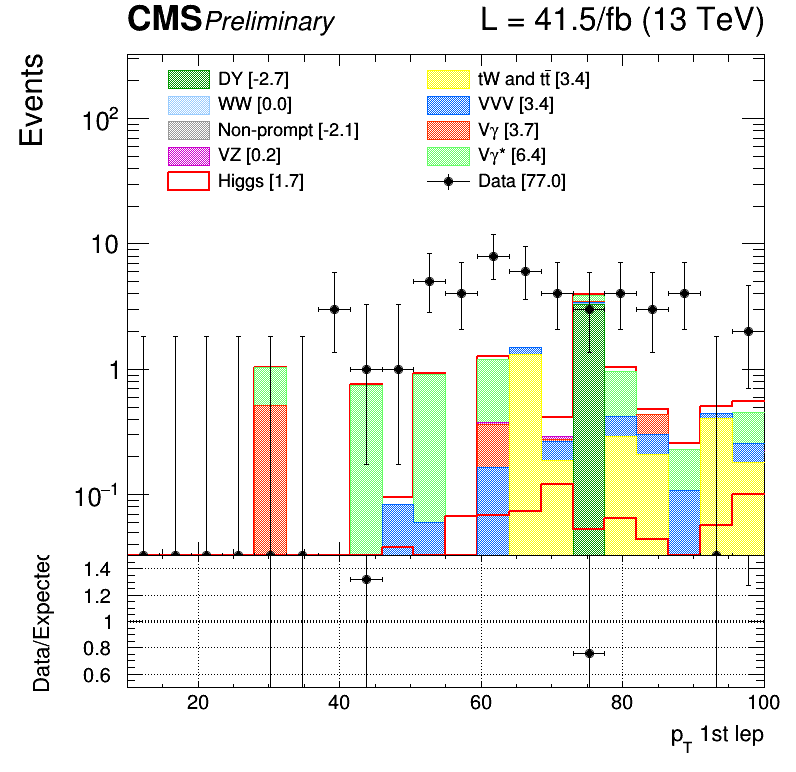 CMS Preliminary L = 41.5/fb (13 TeV)
Events
DY [-2.7]
WW [0.0]
Non-prompt [-2.1]
VZ [0.2]
Higgs [1.7]
tW and tt̄ [3.4]
VVV [3.4]
Vγ [3.7]
Vγ* [6.4]
Data [77.0]
10²
10
1
10⁻¹
Data/Expected
1.4
1.2
1
0.8
0.6
20 40 60 80 100
p_T 1st lep